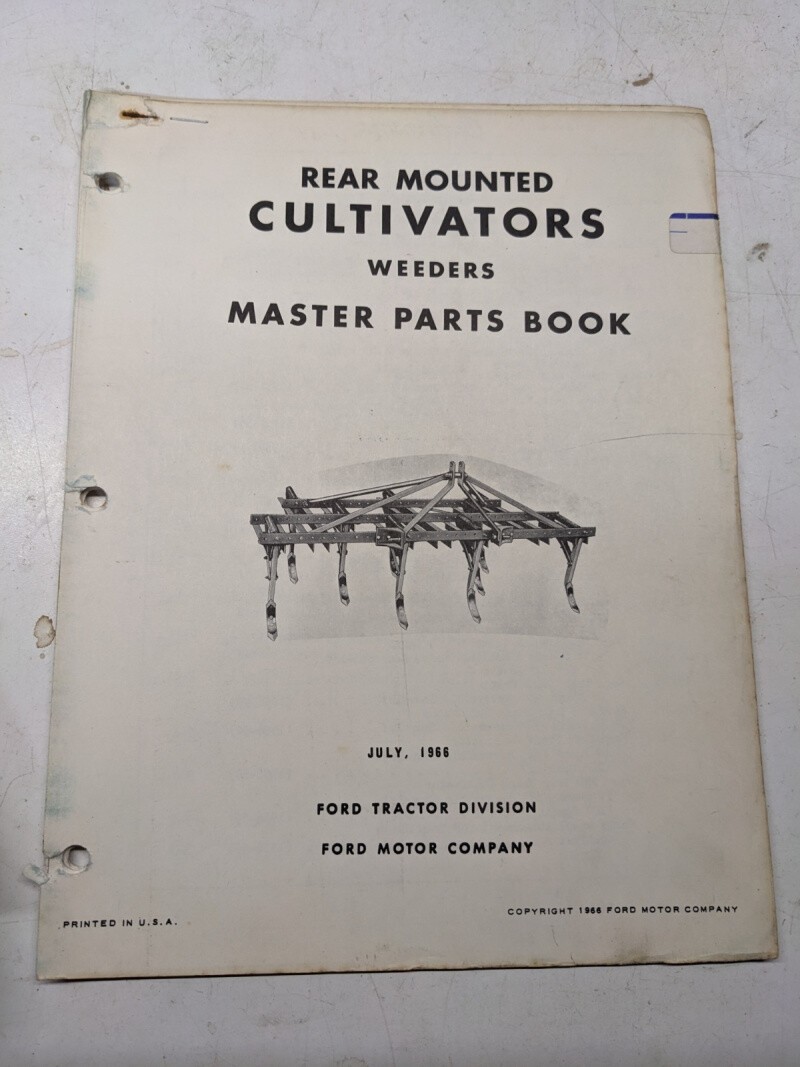 REAR MOUNTED
CULTIVATORS
WEEDERS
MASTER PARTS BOOK
JULY, 1966
FORD TRACTOR DIVISION
FORD MOTOR COMPANY
PRINTED IN U.S.A.
COPYRIGHT 1966 FORD MOTOR COMPANY